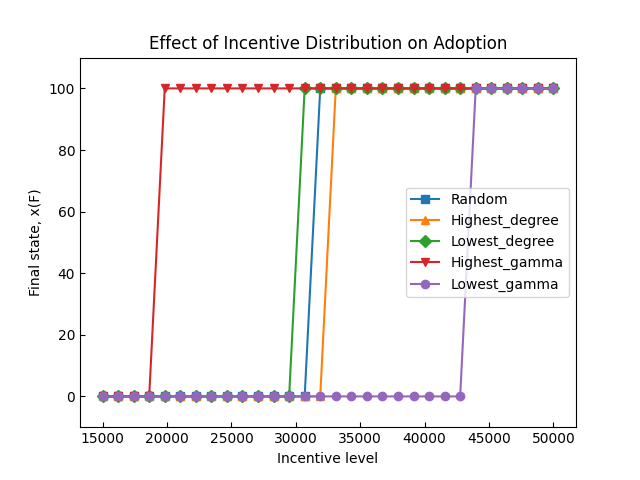 Effect of Incentive Distribution on Adoption
100
80
60
40
20
0
Final state, x(F)
Random
Highest_degree
Lowest_degree
Highest_gamma
Lowest_gamma
15000 20000 25000 30000 35000 40000 45000 50000
Incentive level